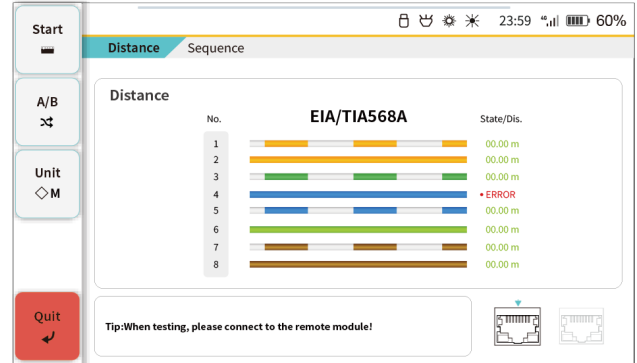 Start
23:59 4G 60%
Distance Sequence
A/B
Distance
No. EIA/TIA568A State/Dis.
1 00.00 m
2 00.00 m
Unit
3 00.00 m
M
4 • ERROR
5 00.00 m
6 00.00 m
7 00.00 m
8 00.00 m
Quit
Tip:When testing, please connect to the remote module!